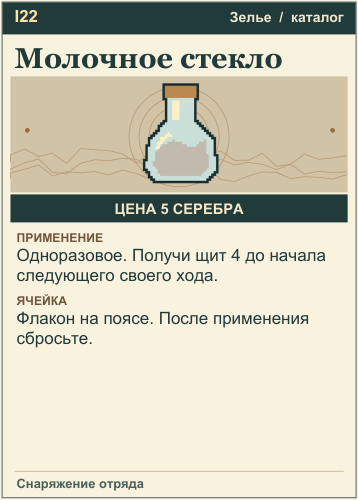 I22
Зелье / каталог
Молочное стекло
ЦЕНА 5 СЕРЕБРА
ПРИМЕНЕНИЕ
Одноразовое. Получи щит 4 до начала
следующего своего хода.
ЯЧЕЙКА
Флакон на поясе. После применения
сбросьте.
Снаряжение отряда